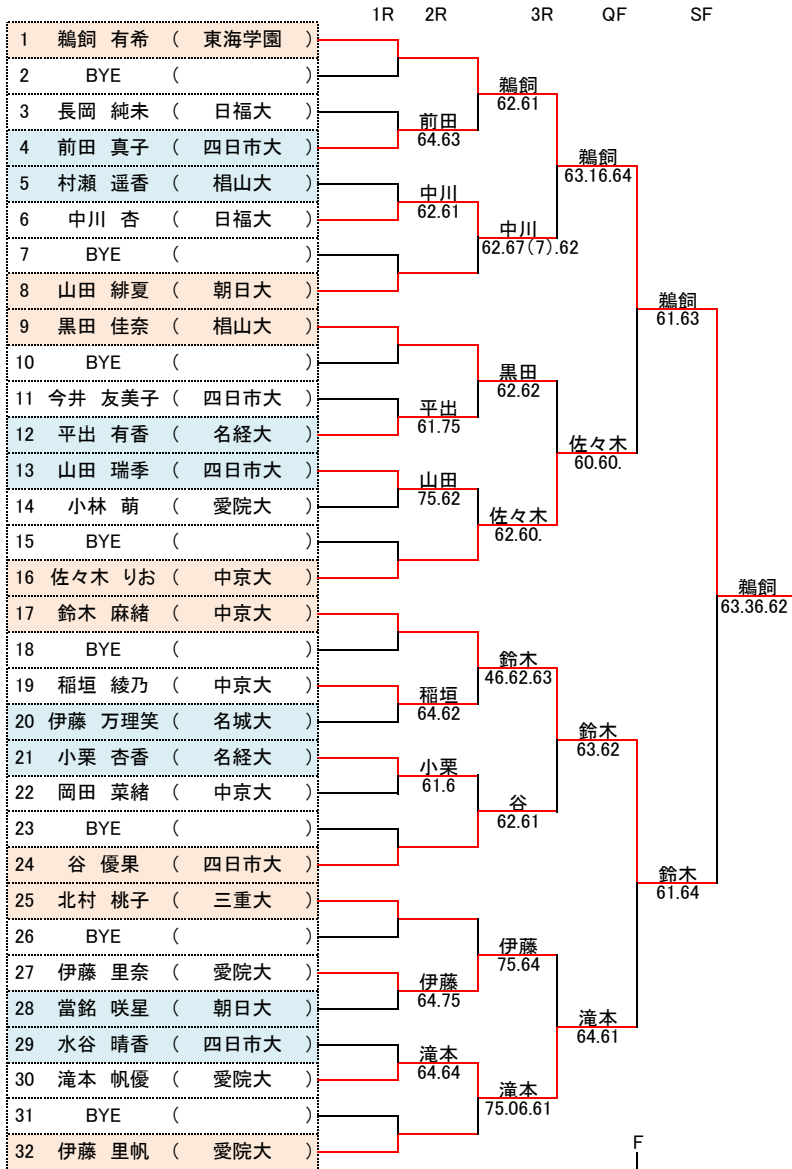 1R 2R 3R QF SF
1 鵜飼 有希 ( 東海学園 )
2 BYE ( )
鵜飼
62.61
3 長岡 純未 ( 日福大 )
前田
64.63
4 前田 真子 ( 四日市大 )
鵜飼
63.16.64
5 村瀬 遥香 ( 椙山大 )
中川
62.61
6 中川 杏 ( 日福大 )
中川
62.67(7).62
7 BYE ( )
8 山田 緋夏 ( 朝日大 )
鵜飼
61.63
9 黒田 佳奈 ( 椙山大 )
10 BYE ( )
黒田
62.62
11 今井 友美子 ( 四日市大 )
平出
61.75
12 平出 有香 ( 名経大 )
佐々木
60.60.
13 山田 瑞季 ( 四日市大 )
山田
75.62
14 小林 萌 ( 愛院大 )
佐々木
62.60.
15 BYE ( )
16 佐々木 りお ( 中京大 )
鵜飼
63.36.62
17 鈴木 麻緒 ( 中京大 )
18 BYE ( )
鈴木
46.62.63
19 稲垣 綾乃 ( 中京大 )
稲垣
64.62
20 伊藤 万理笑 ( 名城大 )
鈴木
63.62
21 小栗 杏香 ( 名経大 )
小栗
61.6
22 岡田 菜緒 ( 中京大 )
谷
62.61
23 BYE ( )
24 谷 優果 ( 四日市大 )
鈴木
61.64
25 北村 桃子 ( 三重大 )
26 BYE ( )
伊藤
75.64
27 伊藤 里奈 ( 愛院大 )
伊藤
64.75
28 當銘 咲星 ( 朝日大 )
滝本
64.61
29 水谷 晴香 ( 四日市大 )
滝本
64.64
30 滝本 帆優 ( 愛院大 )
滝本
75.06.61
31 BYE ( )
32 伊藤 里帆 ( 愛院大 )
F